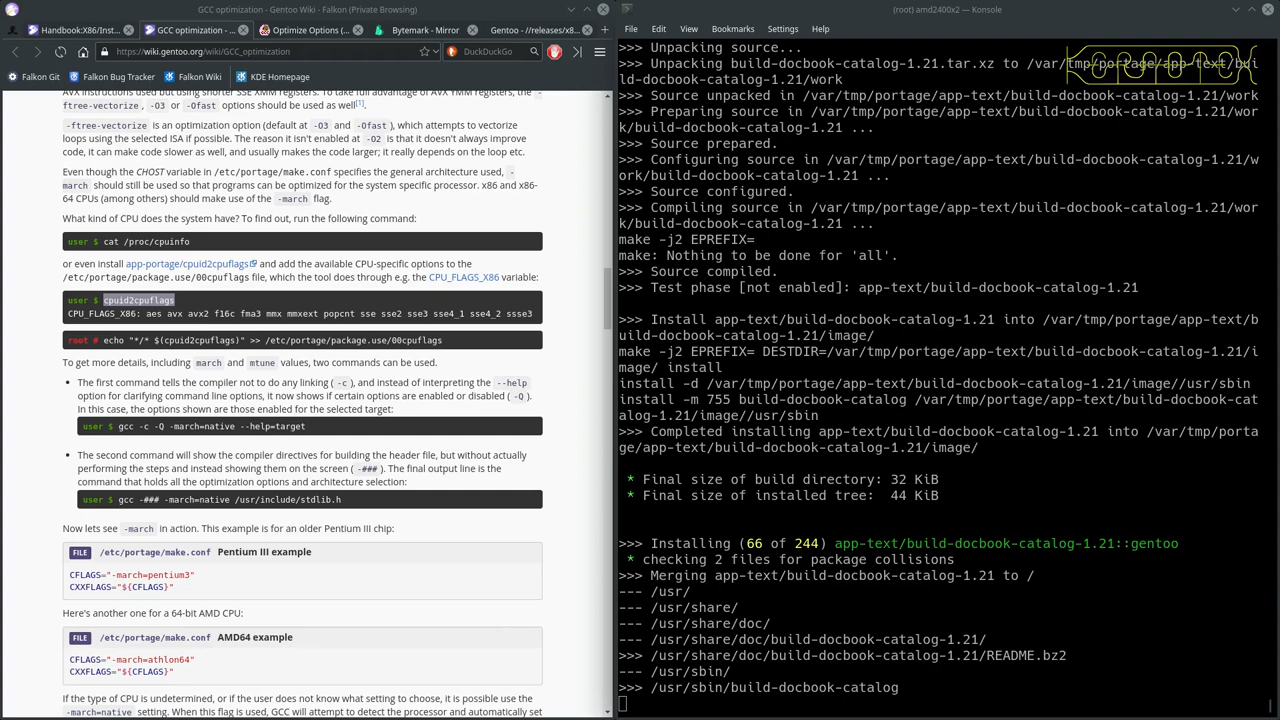 GCC optimization - Gentoo Wiki - Falkon (Private Browsing)
Handbook:X86/Inst...
GCC optimization - ...
Optimize Options (...
Bytemark - Mirror
Gentoo - //releases/x8...
https://wiki.gentoo.org/wiki/GCC_optimization
DuckDuckGo
Falkon Git
Falkon Bug Tracker
Falkon Wiki
KDE Homepage
AVX instructions used but using shorter SSE XMM registers. To take full advantage of AVX YMM registers, the -
ftree-vectorize, -O3 or -Ofast options should be used as well[1].
-ftree-vectorize is an optimization option (default at -O3 and -Ofast), which attempts to vectorize
loops using the selected ISA if possible. The reason it isn't enabled at -O2 is that it doesn't always improve
code, it can make code slower as well, and usually makes the code larger; it really depends on the loop etc.
Even though the CHOST variable in /etc/portage/make.conf specifies the general architecture used, -
march should still be used so that programs can be optimized for the system specific processor. x86 and x86-
64 CPUs (among others) should make use of the -march flag.
What kind of CPU does the system have? To find out, run the following command:
user $ cat /proc/cpuinfo
or even install app-portage/cpuid2cpuflags and add the available CPU-specific options to the
/etc/portage/package.use/00cpuflags file, which the tool does through e.g. the CPU_FLAGS_X86 variable:
user $ cpuid2cpuflags
CPU_FLAGS_X86: aes avx avx2 f16c fma3 mmx mmxext popcnt sse sse2 sse3 sse4_1 sse4_2 ssse3
root # echo "*/* $(cpuid2cpuflags)" >> /etc/portage/package.use/00cpuflags
To get more details, including march and mtune values, two commands can be used.
The first command tells the compiler not to do any linking (-c), and instead of interpreting the --help
option for clarifying command line options, it now shows if certain options are enabled or disabled (-Q).
In this case, the options shown are those enabled for the selected target:
user $ gcc -c -Q -march=native --help=target
The second command will show the compiler directives for building the header file, but without actually
performing the steps and instead showing them on the screen (-###). The final output line is the
command that holds all the optimization options and architecture selection:
user $ gcc -### -march=native /usr/include/stdlib.h
Now lets see -march in action. This example is for an older Pentium III chip:
FILE /etc/portage/make.conf Pentium III example
CFLAGS="-march=pentium3"
CXXFLAGS="${CFLAGS}"
Here's another one for a 64-bit AMD CPU:
FILE /etc/portage/make.conf AMD64 example
CFLAGS="-march=athlon64"
CXXFLAGS="${CFLAGS}"
If the type of CPU is undetermined, or if the user does not know what setting to choose, it is possible use the
-march=native setting. When this flag is used, GCC will attempt to detect the processor and automatically set
(root) amd2400x2 — Konsole
File Edit View Bookmarks Settings Help
>>> Unpacking source...
>>> Unpacking build-docbook-catalog-1.21.tar.xz to /var/tmp/portage/app-text/bui
ld-docbook-catalog-1.21/work
>>> Source unpacked in /var/tmp/portage/app-text/build-docbook-catalog-1.21/work
>>> Preparing source in /var/tmp/portage/app-text/build-docbook-catalog-1.21/wor
k/build-docbook-catalog-1.21 ...
>>> Source prepared.
>>> Configuring source in /var/tmp/portage/app-text/build-docbook-catalog-1.21/w
ork/build-docbook-catalog-1.21 ...
>>> Source configured.
>>> Compiling source in /var/tmp/portage/app-text/build-docbook-catalog-1.21/wor
k/build-docbook-catalog-1.21 ...
make -j2 EPREFIX=
make: Nothing to be done for 'all'.
>>> Source compiled.
>>> Test phase [not enabled]: app-text/build-docbook-catalog-1.21
>>> Install app-text/build-docbook-catalog-1.21 into /var/tmp/portage/app-text/b
uild-docbook-catalog-1.21/image/
make -j2 EPREFIX= DESTDIR=/var/tmp/portage/app-text/build-docbook-catalog-1.21/i
mage/ install
install -d /var/tmp/portage/app-text/build-docbook-catalog-1.21/image//usr/sbin
install -m 755 build-docbook-catalog /var/tmp/portage/app-text/build-docbook-cat
alog-1.21/image//usr/sbin
>>> Completed installing app-text/build-docbook-catalog-1.21 into /var/tmp/porta
ge/app-text/build-docbook-catalog-1.21/image/
* Final size of build directory: 32 KiB
* Final size of installed tree: 44 KiB
>>> Installing (66 of 244) app-text/build-docbook-catalog-1.21::gentoo
* checking 2 files for package collisions
>>> Merging app-text/build-docbook-catalog-1.21 to /
--- /usr/
--- /usr/share/
--- /usr/share/doc/
--- /usr/share/doc/build-docbook-catalog-1.21/
>>> /usr/share/doc/build-docbook-catalog-1.21/README.bz2
--- /usr/sbin/
>>> /usr/sbin/build-docbook-catalog